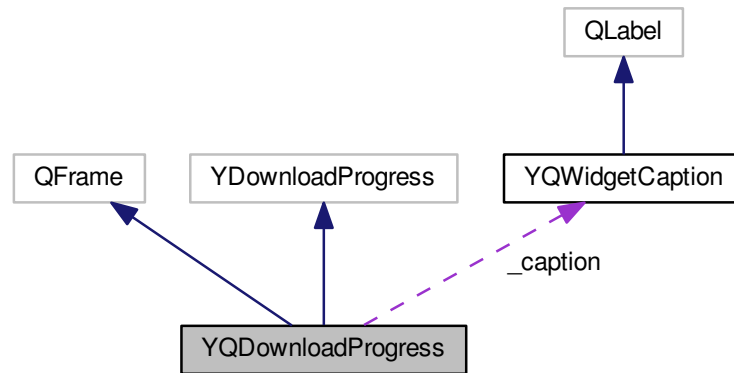 QLabel
QFrame
YDownloadProgress
YQWidgetCaption
_caption
YQDownloadProgress